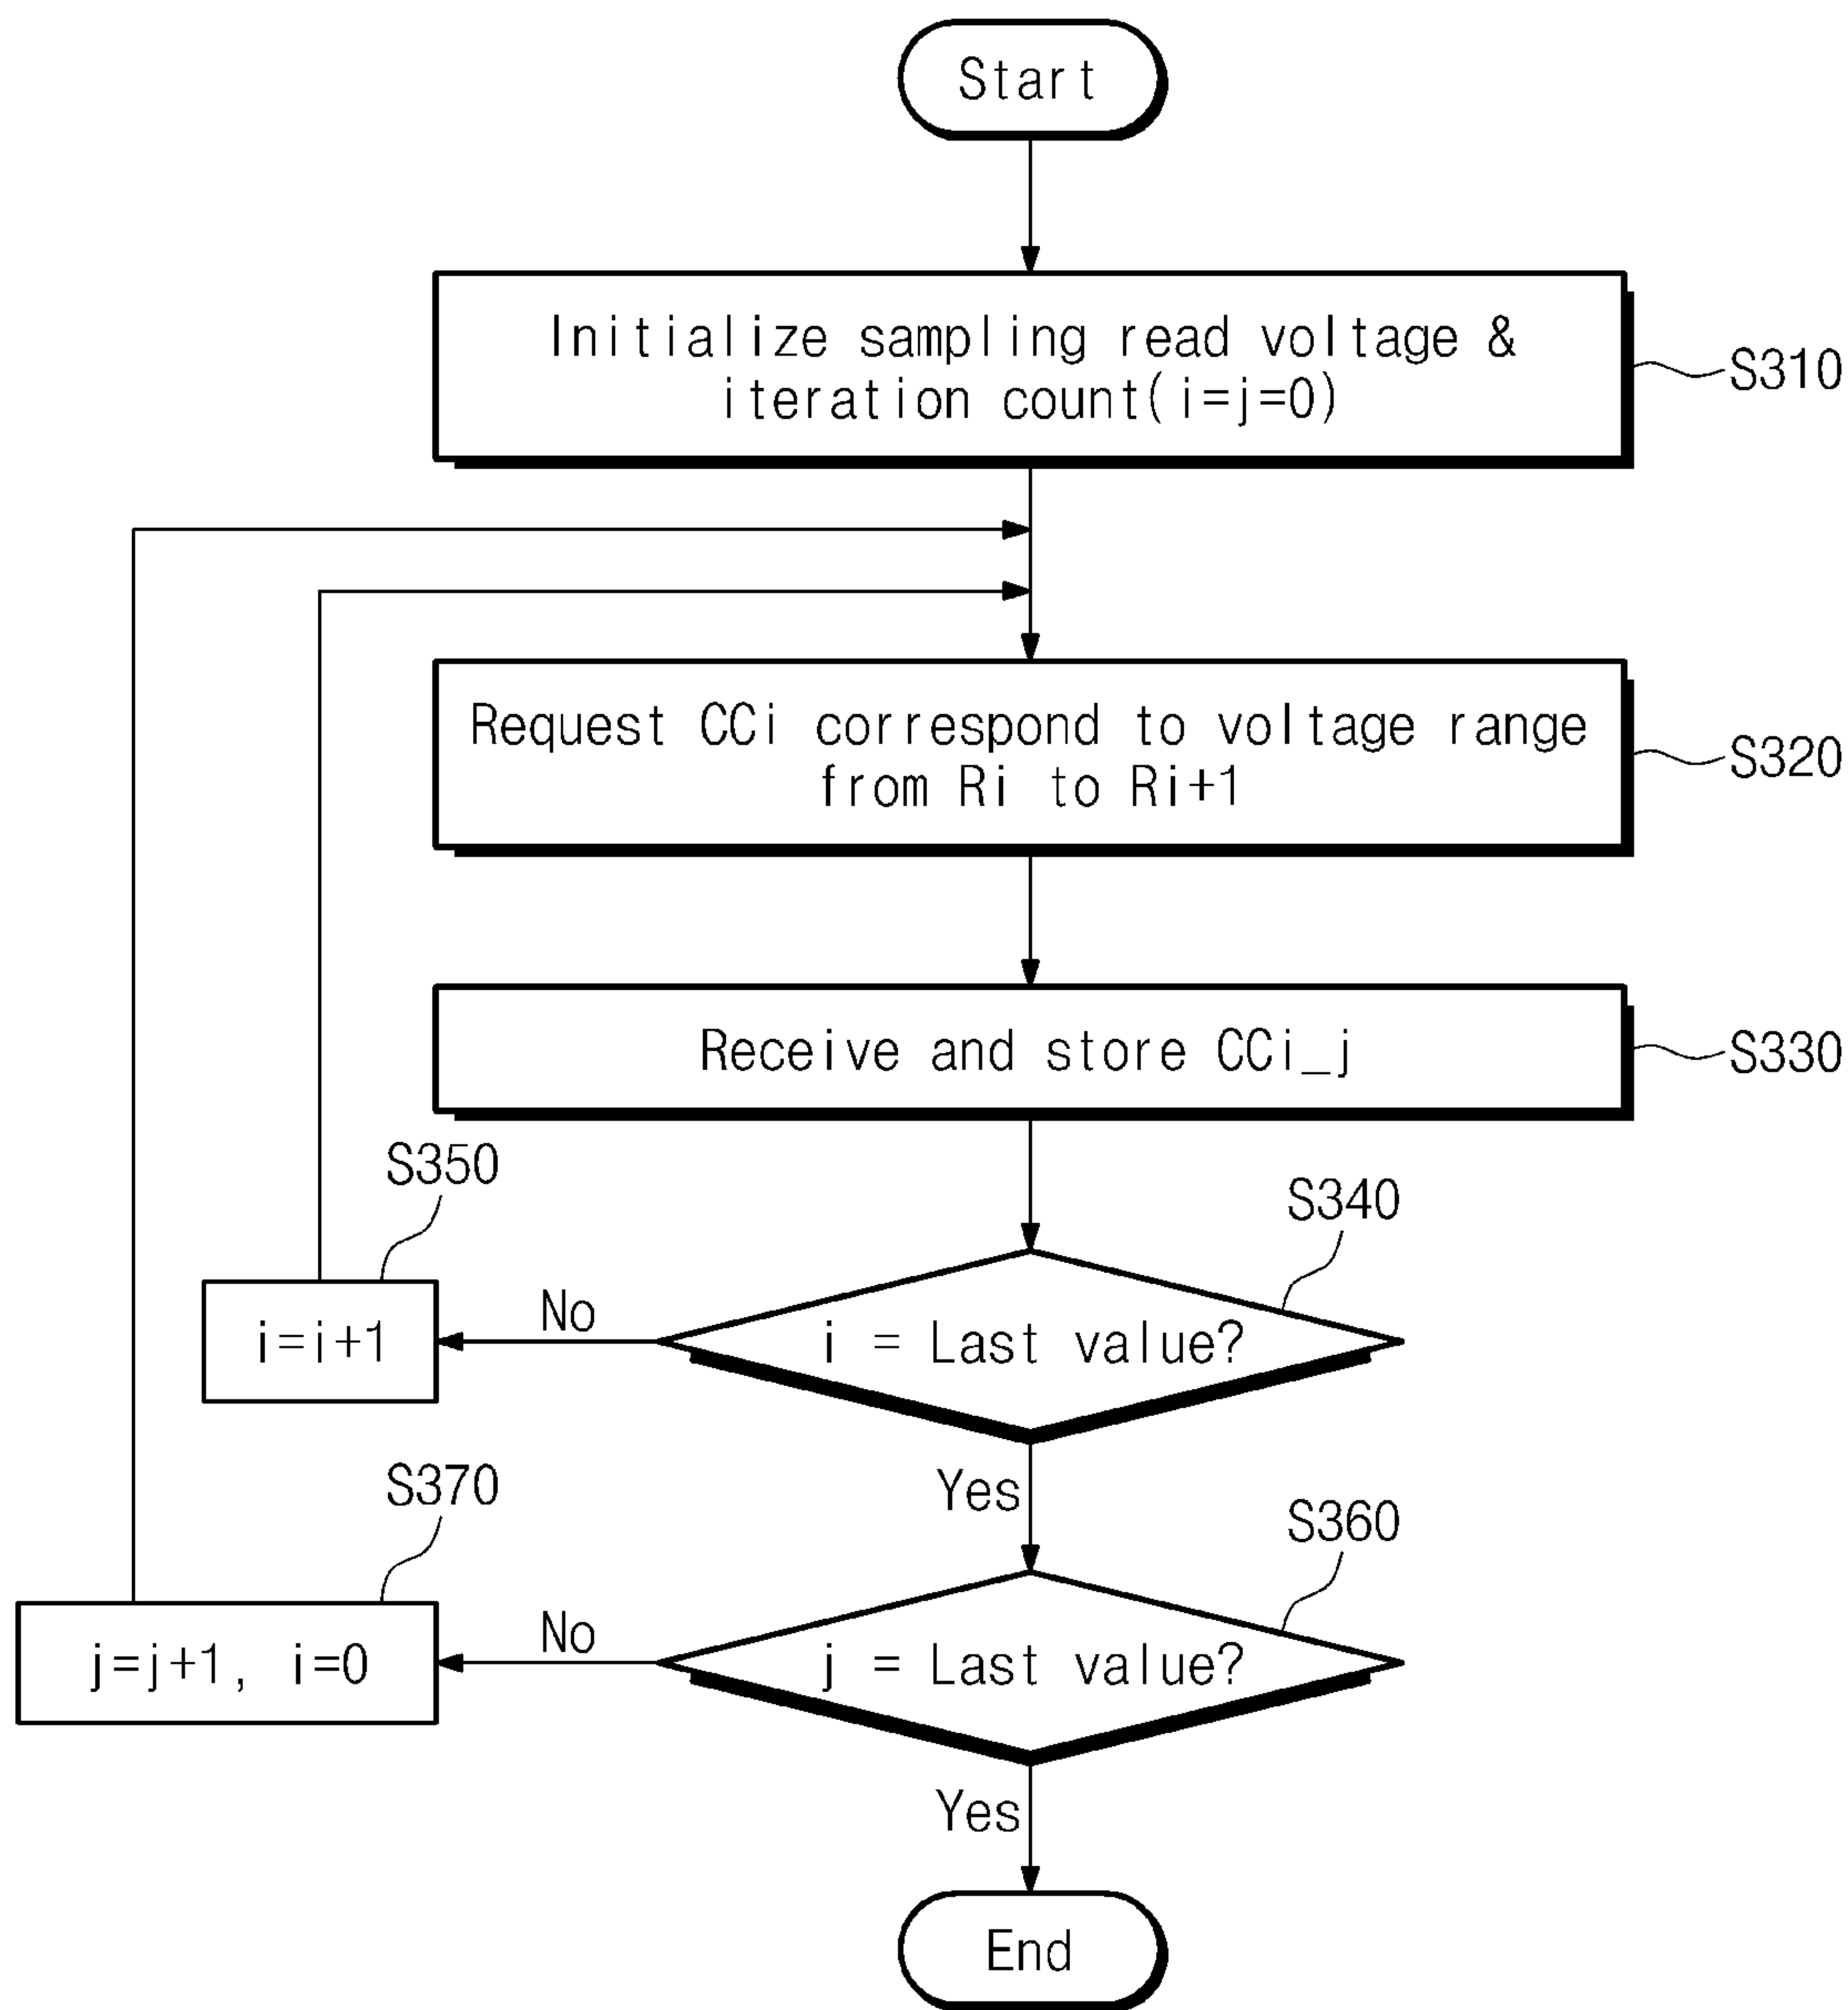 Start
Initialize sampling read voltage &
iteration count(i=j=0)
S310
Request CCi correspond to voltage range
from Ri to Ri+1
S320
Receive and store CCi_j
S330
S350
S340
i=i+1
No
i = Last value?
Yes
S370
S360
j=j+1, i=0
No
j = Last value?
Yes
End